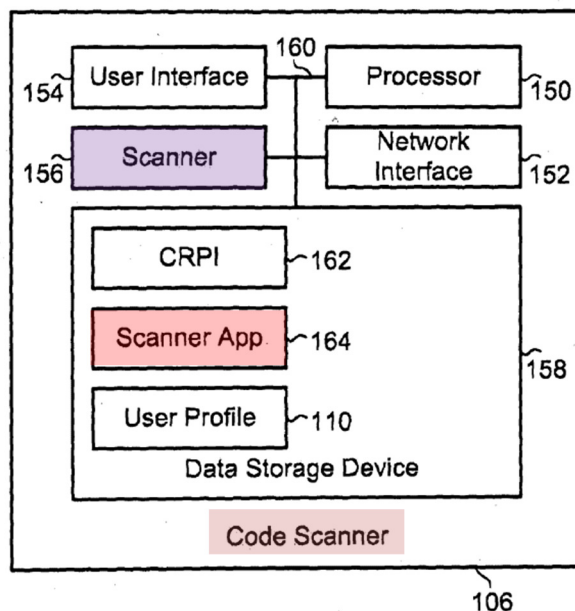 160
User Interface
Processor
154
150
Scanner
Network
Interface
156
152
CRPI
162
Scanner App
164
158
User Profile
110
Data Storage Device
Code Scanner
106